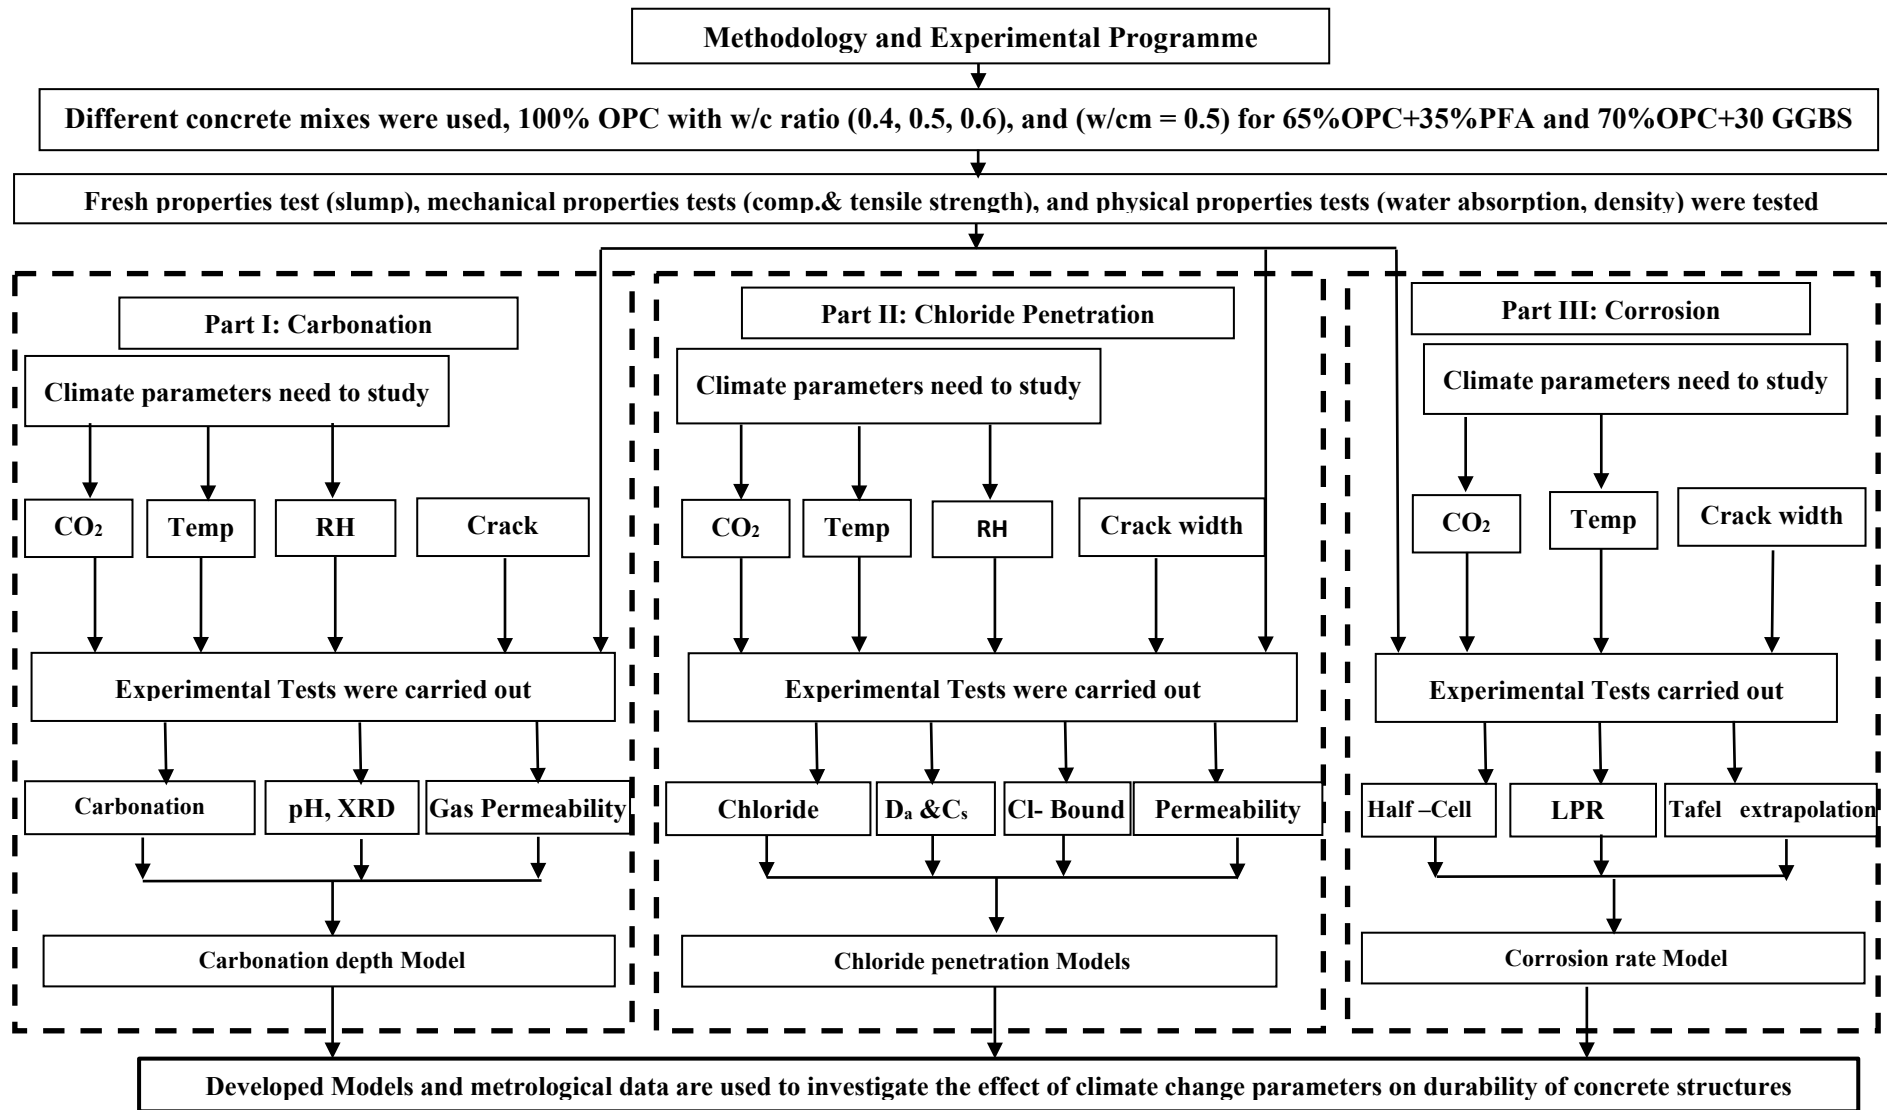 Methodology and Experimental Programme
Different concrete mixes were used, 100% OPC with w/c ratio (0.4, 0.5, 0.6), and (w/cm = 0.5) for 65%OPC+35%PFA and 70%OPC+30 GGBS
Fresh properties test (slump), mechanical properties tests (comp.& tensile strength), and physical properties tests (water absorption, density) were tested
Part I: Carbonation
Climate parameters need to study
CO₂
Temp
RH
Crack
Experimental Tests were carried out
Carbonation
pH, XRD
Gas Permeability
Carbonation depth Model
Part II: Chloride Penetration
Climate parameters need to study
CO₂
Temp
RH
Crack width
Experimental Tests were carried out
Chloride
Dₐ &Cₛ
Cl- Bound
Permeability
Chloride penetration Models
Part III: Corrosion
Climate parameters need to study
CO₂
Temp
Crack width
Experimental Tests carried out
Half –Cell
LPR
Tafel extrapolation
Corrosion rate Model
Developed Models and metrological data are used to investigate the effect of climate change parameters on durability of concrete structures